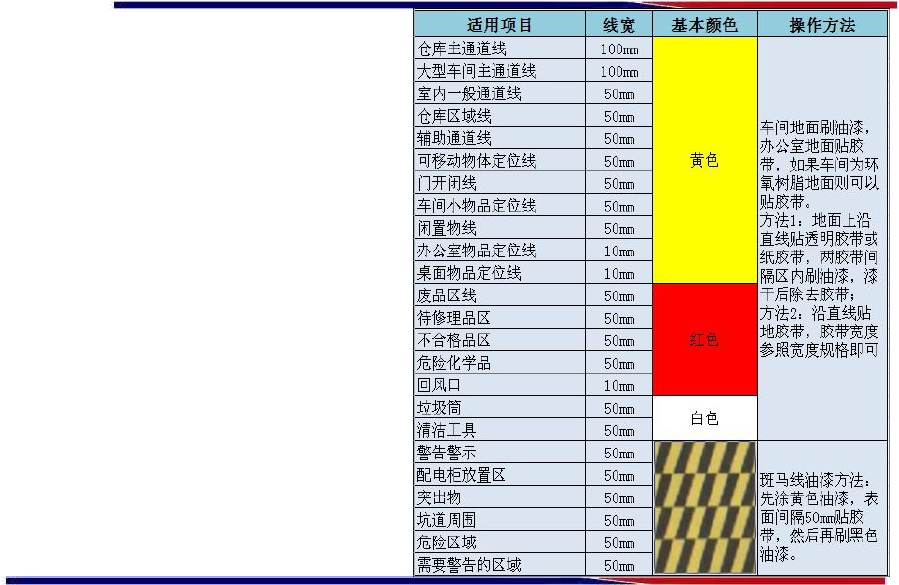 适用项目 线宽 基本颜色 操作方法
仓库主通道线 100mm
大型车间主通道线 100mm
室内一般通道线 50mm
仓库区域线 50mm
辅助通道线 50mm
可移动物体定位线 50mm
门开闭线 50mm
车间小物品定位线 50mm
闲置物线 50mm
办公室物品定位线 10mm
桌面物品定位线 10mm
黄色
废品区线 50mm
待修理品区 50mm
不合格品区 50mm
危险化学品 50mm
回风口 10mm
红色
垃圾筒 50mm
清洁工具 50mm
白色
车间地面刷油漆，
办公室地面贴胶
带．如果车间为环
氧树脂地面则可以
贴胶带。
方法1：地面上沿
直线贴透明胶带或
纸胶带，两胶带间
隔区内刷油漆，漆
干后除去胶带；
方法2：沿直线贴
地胶带，胶带宽度
参照宽度规格即可
警告警示 50mm
配电柜放置区 50mm
突出物 50mm
坑道周围 50mm
危险区域 50mm
需要警告的区域 50mm
斑马线油漆方法：
先涂黄色油漆，表
面间隔50mm贴胶
带，然后再刷黑色
油漆。